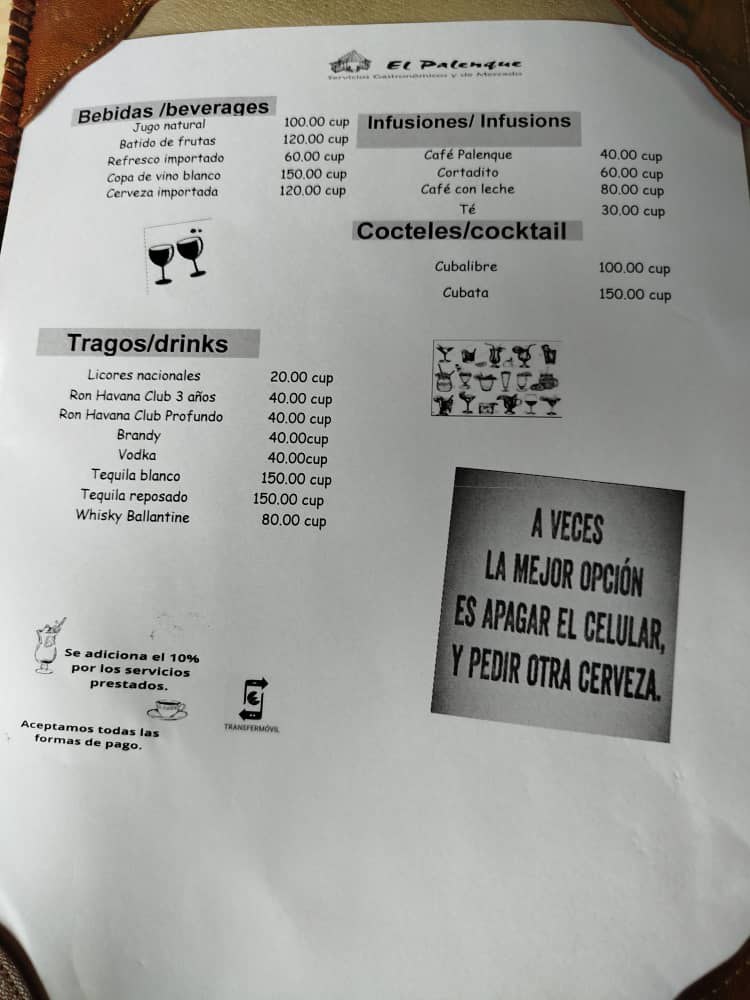 El Palenque
Servicios Gastronómicos y de Mercado
Bebidas /beverages
Jugo natural 100.00 cup
Batido de frutas 120.00 cup
Refresco importado 60.00 cup
Copa de vino blanco 150.00 cup
Cerveza importada 120.00 cup
Infusiones/ Infusions
Café Palenque 40.00 cup
Cortadito 60.00 cup
Café con leche 80.00 cup
Té 30.00 cup
Cocteles/cocktail
Cubalibre 100.00 cup
Cubata 150.00 cup
Tragos/drinks
Licores nacionales 20.00 cup
Ron Havana Club 3 años 40.00 cup
Ron Havana Club Profundo 40.00 cup
Brandy 40.00cup
Vodka 40.00cup
Tequila blanco 150.00 cup
Tequila reposado 150.00 cup
Whisky Ballantine 80.00 cup
A VECES
LA MEJOR OPCIÓN
ES APAGAR EL CELULAR,
Y PEDIR OTRA CERVEZA.
Se adiciona el 10%
por los servicios
prestados.
Aceptamos todas las
formas de pago.
TRANSFERMÓVIL